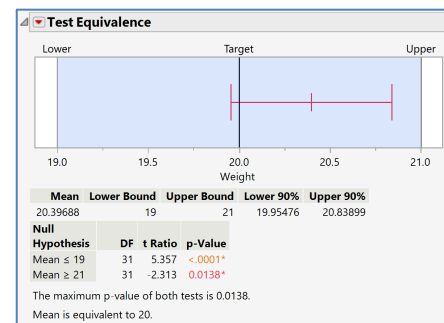 Test Equivalence
Lower Target Upper
19.0 19.5 20.0 20.5 21.0
Weight
Mean Lower Bound Upper Bound Lower 90% Upper 90%
20.39688 19 21 19.95476 20.83899
Null
Hypothesis DF t Ratio p-Value
Mean ≤ 19 31 5.357 <.0001*
Mean ≥ 21 31 -2.313 0.0138*
The maximum p-value of both tests is 0.0138.
Mean is equivalent to 20.